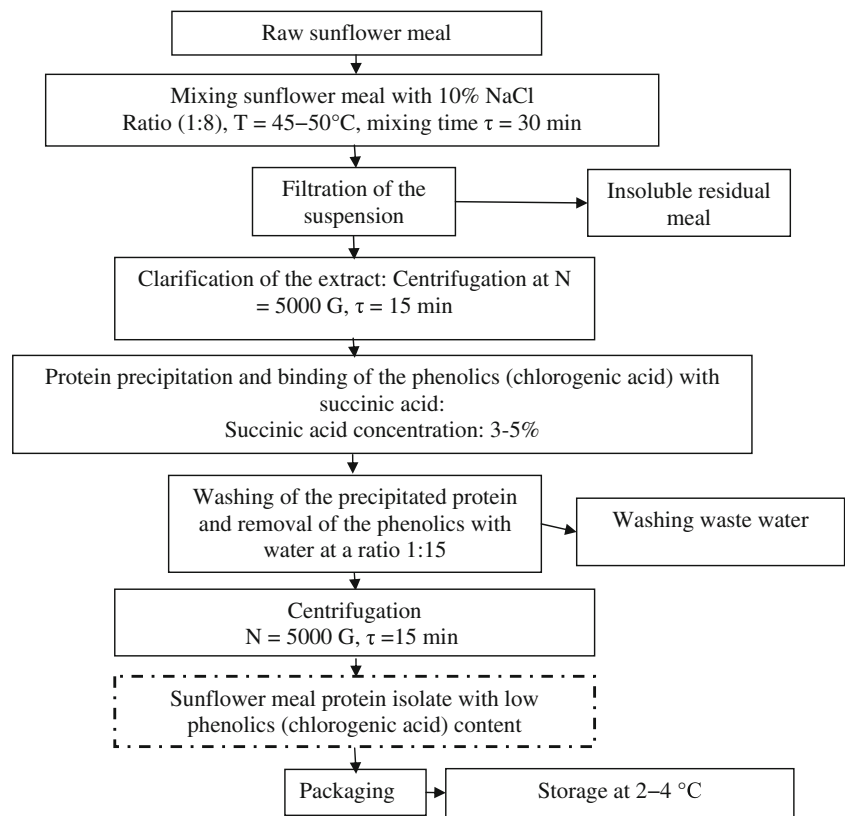 Raw sunflower meal
Mixing sunflower meal with 10% NaCl
Ratio (1:8), T = 45–50°C, mixing time τ = 30 min
Filtration of the
suspension
Insoluble residual
meal
Clarification of the extract: Centrifugation at N
= 5000 G, τ = 15 min
Protein precipitation and binding of the phenolics (chlorogenic acid) with
succinic acid:
Succinic acid concentration: 3-5%
Washing of the precipitated protein
and removal of the phenolics with
water at a ratio 1:15
Washing waste water
Centrifugation
N = 5000 G, τ =15 min
Sunflower meal protein isolate with low
phenolics (chlorogenic acid) content
Packaging
Storage at 2–4 °C